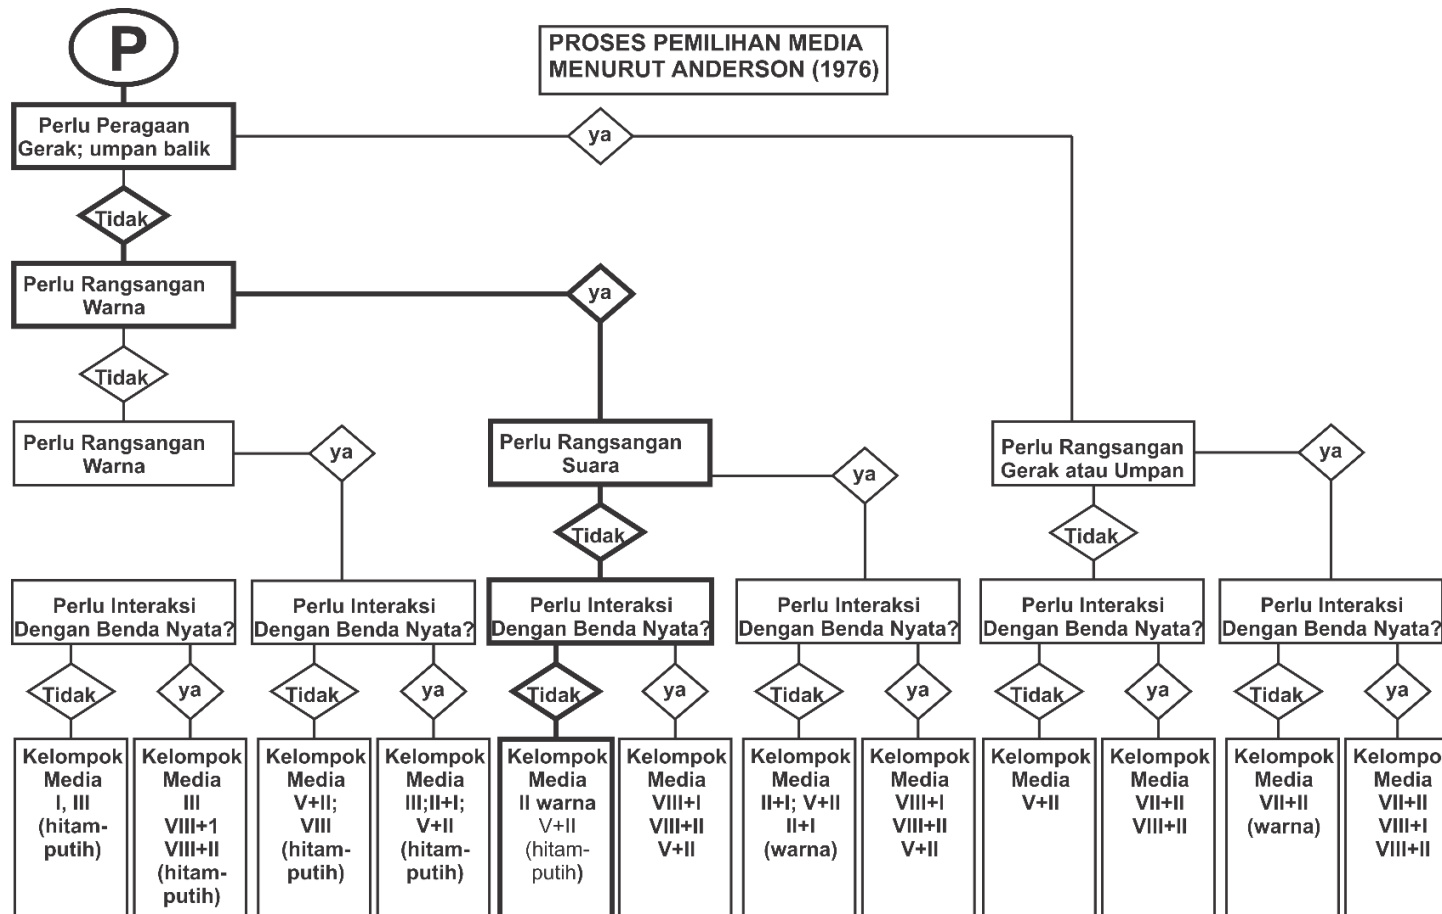 P
PROSES PEMILIHAN MEDIA
MENURUT ANDERSON (1976)
Perlu Peragaan
Gerak; umpan balik
ya
Tidak
Perlu Rangsangan
Warna
ya
Tidak
Perlu Rangsangan
Warna
ya
Perlu Rangsangan
Suara
ya
Tidak
Perlu Rangsangan
Gerak atau Umpan
ya
Tidak
Perlu Interaksi
Dengan Benda Nyata?
Perlu Interaksi
Dengan Benda Nyata?
Perlu Interaksi
Dengan Benda Nyata?
Perlu Interaksi
Dengan Benda Nyata?
Perlu Interaksi
Dengan Benda Nyata?
Perlu Interaksi
Dengan Benda Nyata?
Tidak
ya
Tidak
ya
Tidak
ya
Tidak
ya
Tidak
ya
Tidak
ya
Kelompok
Media
I, III
(hitam-
putih)
Kelompok
Media
III
VIII+1
VIII+II
(hitam-
putih)
Kelompok
Media
V+II;
VIII
(hitam-
putih)
Kelompok
Media
III;II+I;
V+II
(hitam-
putih)
Kelompok
Media
II warna
V+II
(hitam-
putih)
Kelompok
Media
VIII+I
VIII+II
V+II
Kelompok
Media
II+I; V+II
II+I
(warna)
Kelompok
Media
VIII+I
VIII+II
V+II
Kelompok
Media
V+II
Kelompok
Media
VII+II
VIII+II
Kelompok
Media
VII+II
(warna)
Kelompok
Media
VII+II
VIII+I
VIII+II